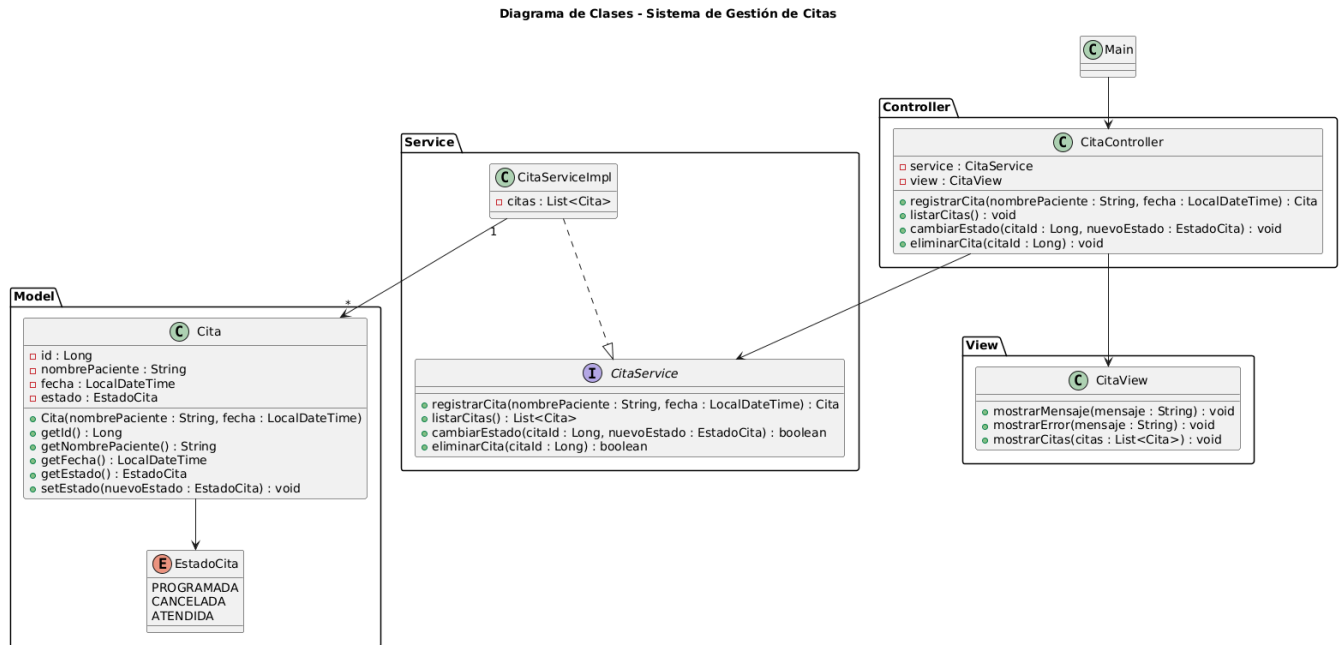 Diagrama de Clases - Sistema de Gestión de Citas
C Main
Controller
C CitaController
service : CitaService
view : CitaView
registrarCita(nombrePaciente : String, fecha : LocalDateTime) : Cita
listarCitas() : void
cambiarEstado(citaId : Long, nuevoEstado : EstadoCita) : void
eliminarCita(citaId : Long) : void
Service
C CitaServiceImpl
citas : List<Cita>
1
*
I CitaService
registrarCita(nombrePaciente : String, fecha : LocalDateTime) : Cita
listarCitas() : List<Cita>
cambiarEstado(citaId : Long, nuevoEstado : EstadoCita) : boolean
eliminarCita(citaId : Long) : boolean
View
C CitaView
mostrarMensaje(mensaje : String) : void
mostrarError(mensaje : String) : void
mostrarCitas(citas : List<Cita>) : void
Model
C Cita
id : Long
nombrePaciente : String
fecha : LocalDateTime
estado : EstadoCita
Cita(nombrePaciente : String, fecha : LocalDateTime)
getId() : Long
getNombrePaciente() : String
getFecha() : LocalDateTime
getEstado() : EstadoCita
setEstado(nuevoEstado : EstadoCita) : void
E EstadoCita
PROGRAMADA
CANCELADA
ATENDIDA